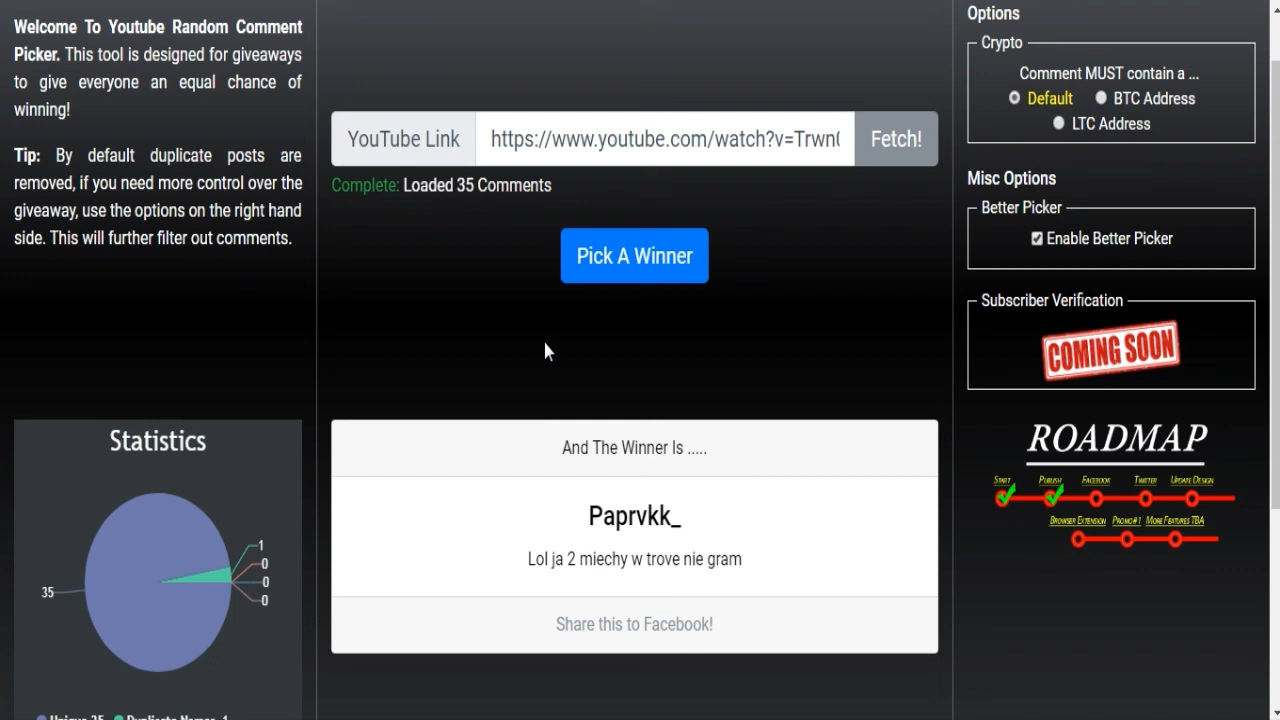 Welcome To Youtube Random Comment
Picker. This tool is designed for giveaways
to give everyone an equal chance of
winning!
Tip: By default duplicate posts are
removed, if you need more control over the
giveaway, use the options on the right hand
side. This will further filter out comments.
Statistics
35
1
0
0
0
Unique 35 Duplicate Names 1
YouTube Link https://www.youtube.com/watch?v=Trwn Fetch!
Complete: Loaded 35 Comments
Pick A Winner
And The Winner Is .....
Paprvkk_
Lol ja 2 miechy w trove nie gram
Share this to Facebook!
Options
Crypto
Comment MUST contain a ...
Default BTC Address
LTC Address
Misc Options
Better Picker
Enable Better Picker
Subscriber Verification
COMING SOON
ROADMAP
Start Publish Facebook Twitter Update Design
Browser Extension Promo#1 More Features TBA